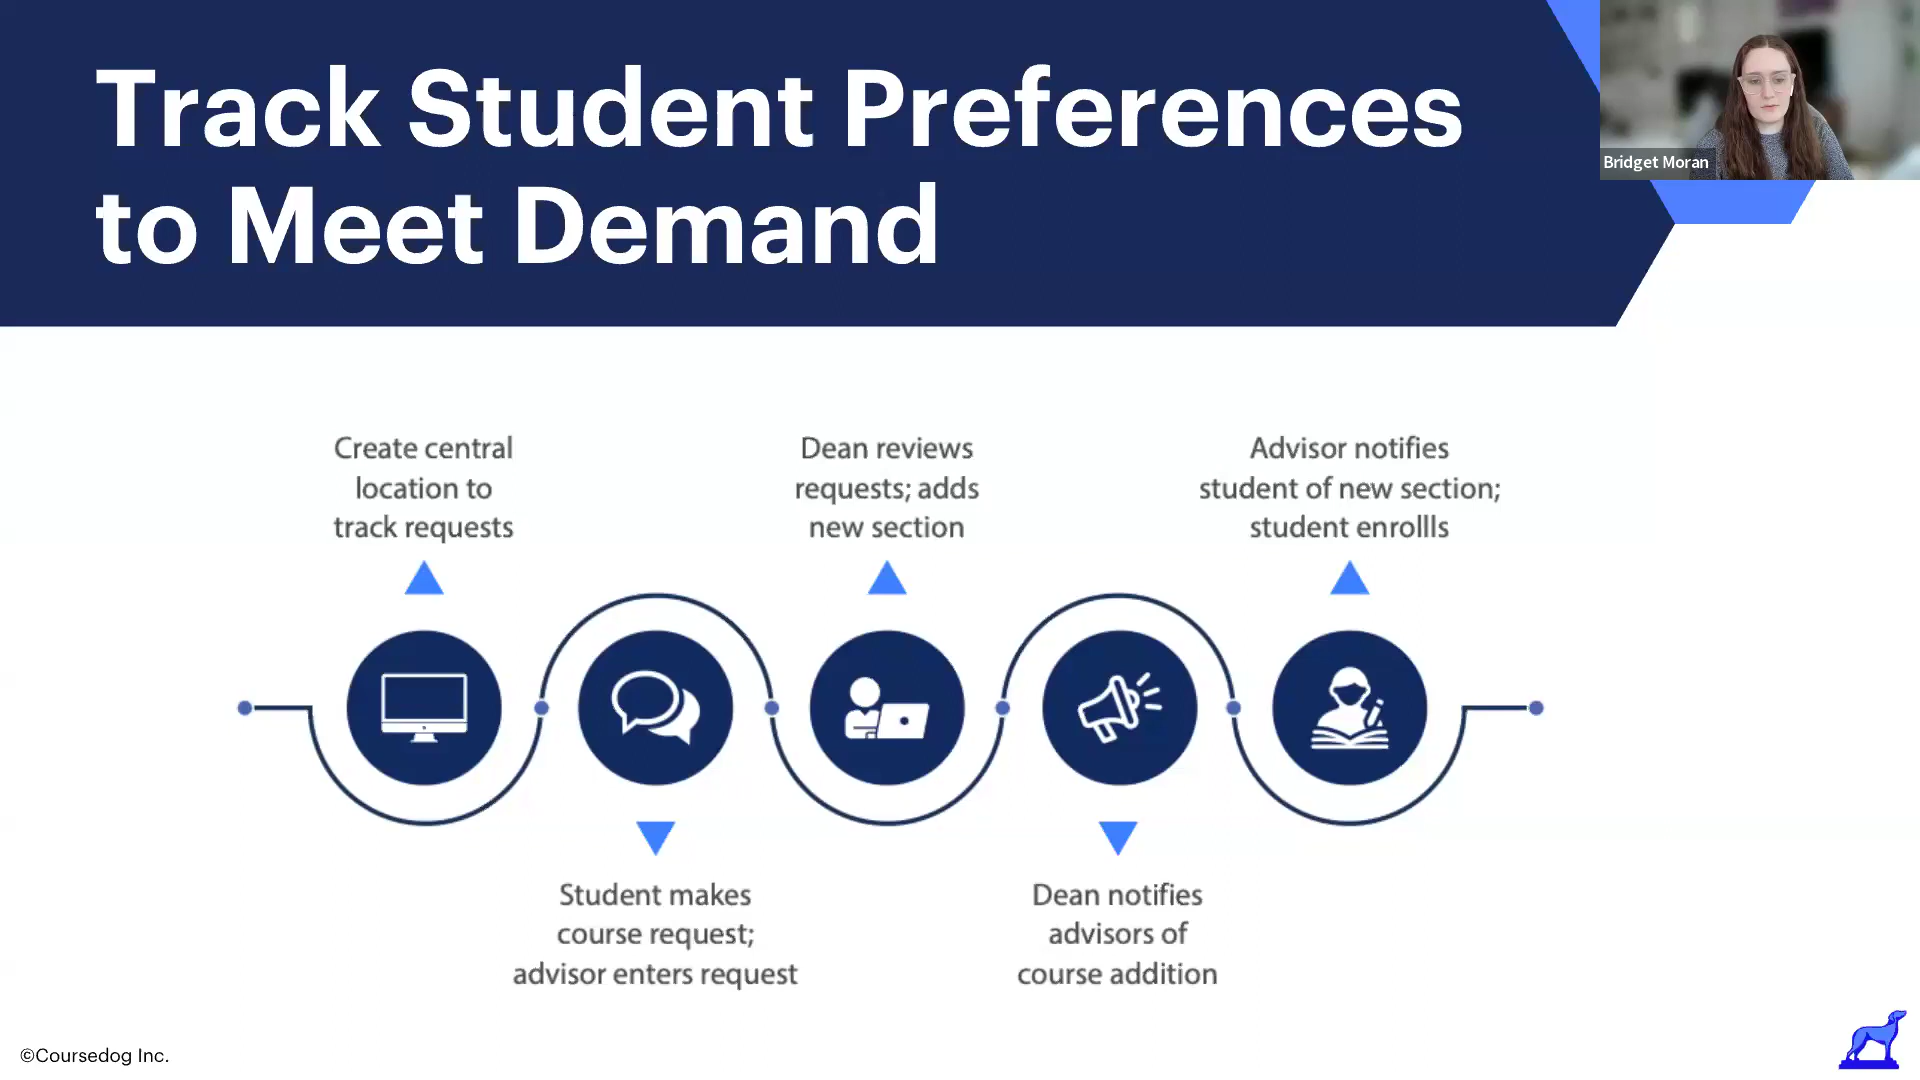 Track Student Preferences
to Meet Demand
Bridget Moran
Create central
location to
track requests
Student makes
course request;
advisor enters request
Dean reviews
requests; adds
new section
Dean notifies
advisors of
course addition
Advisor notifies
student of new section;
student enrollls
©Coursedog Inc.